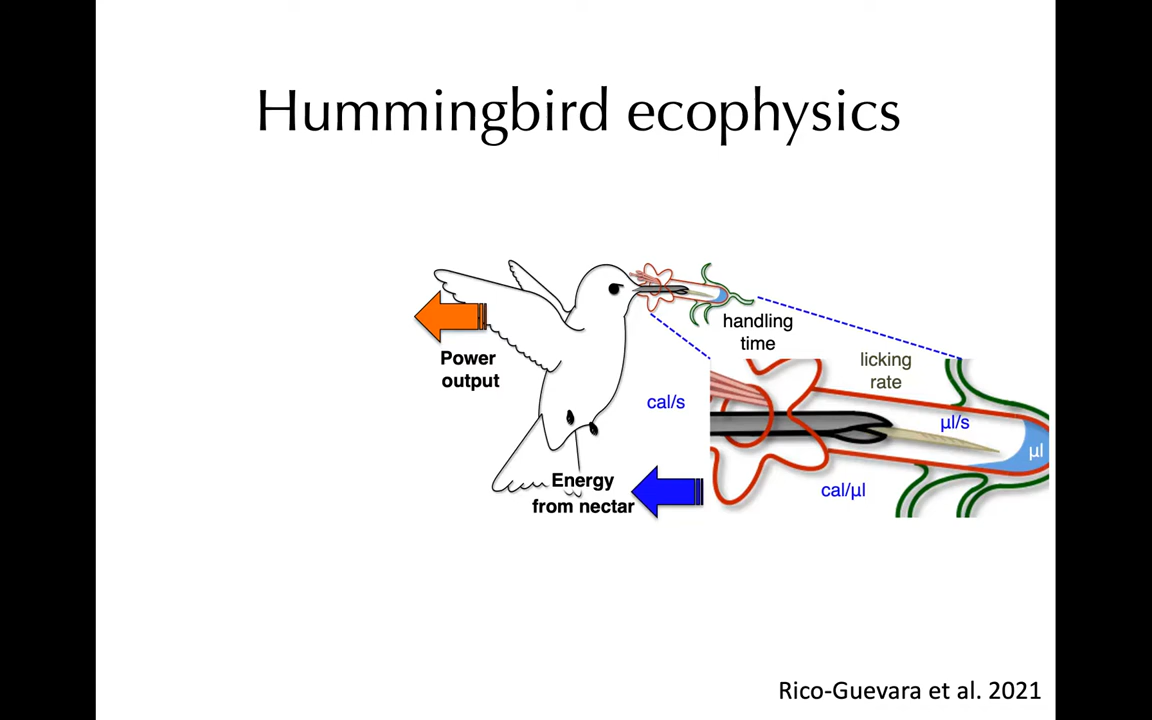 Hummingbird ecophysics
handling
time
licking
rate
Power
output
cal/s
µl/s
µl
Energy
from nectar
cal/µl
Rico-Guevara et al. 2021